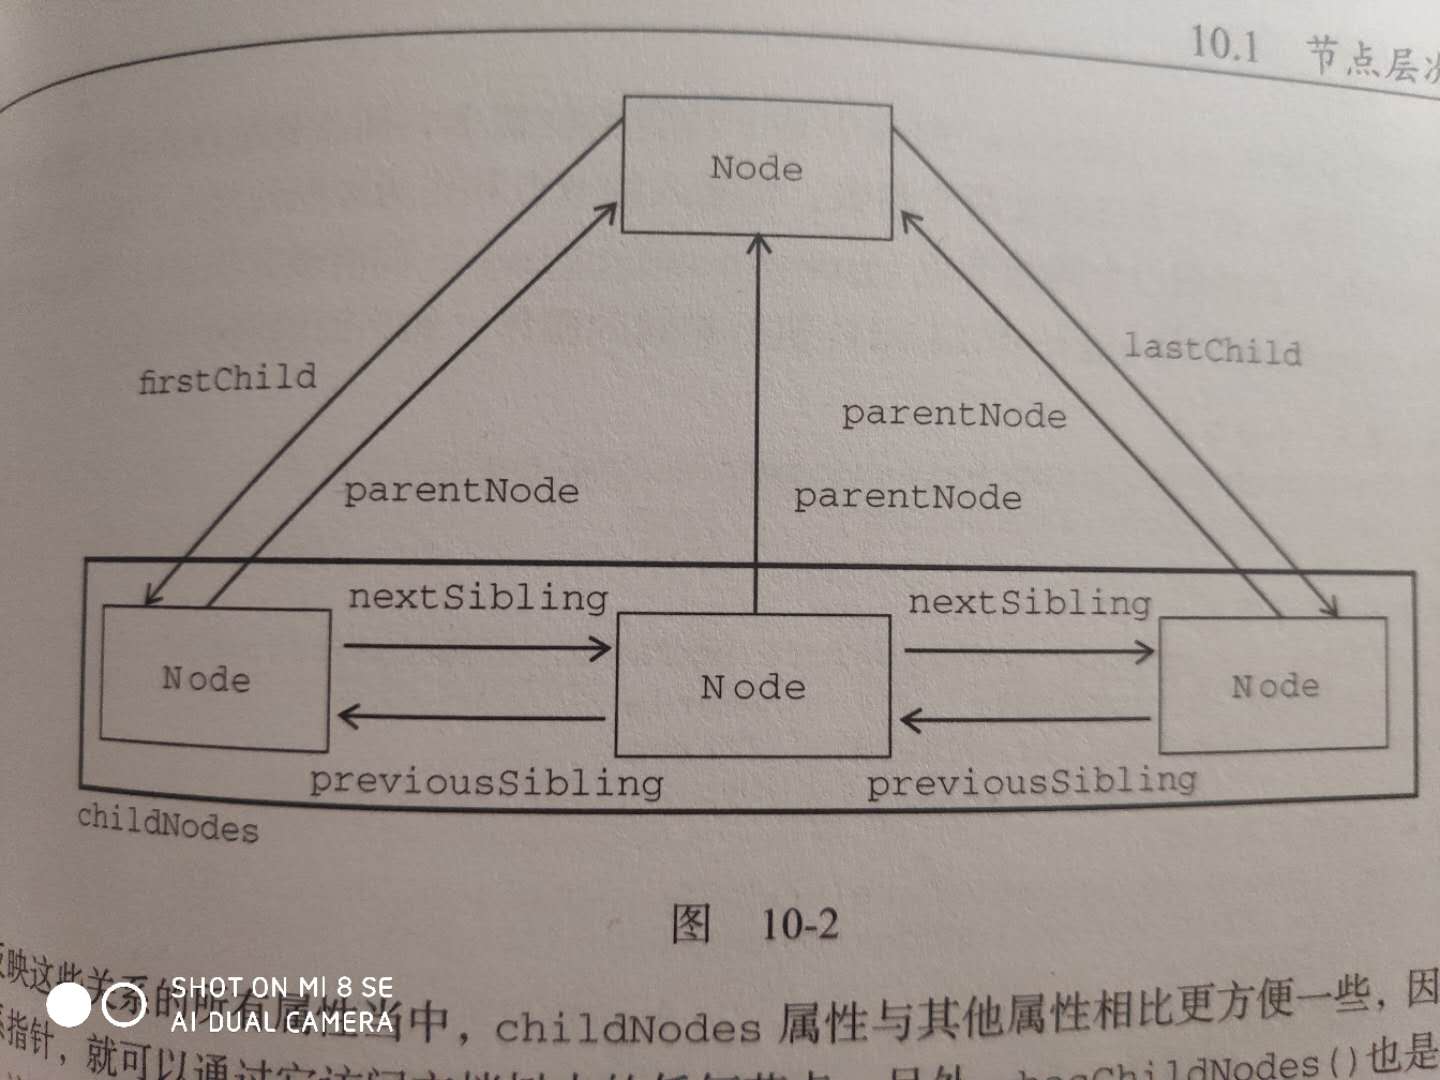 10.1 节点层
Node
firstChild
lastChild
parentNode
parentNode
parentNode
nextSibling
nextSibling
Node
Node
Node
previousSibling
previousSibling
childNodes
图 10-2
映这些关系的所有属性当中，childNodes 属性与其他属性相比更方便一些，因
指针，就可以通过它访问文档树中的任何节点。另外，hasChildNodes()也是
SHOT ON MI 8 SE
AI DUAL CAMERA